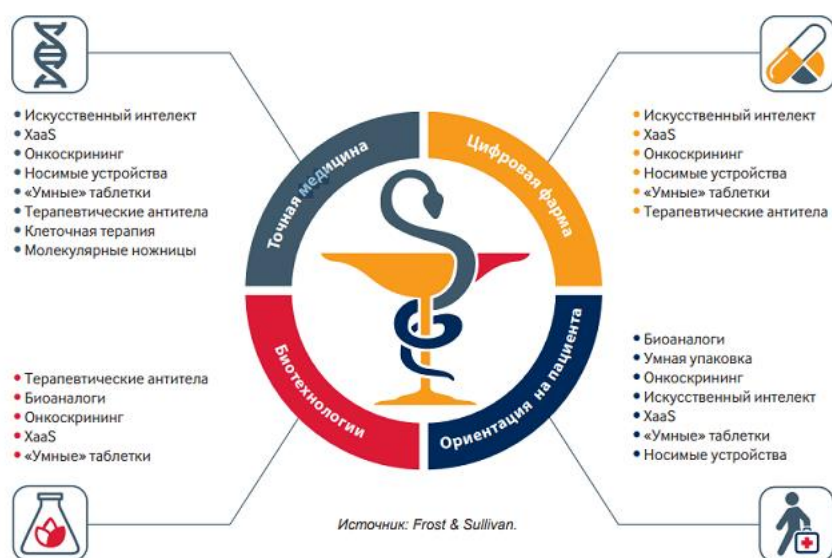 Искусственный интелект
XaaS
Онкоскрининг
Носимые устройства
«Умные» таблетки
Терапевтические антитела
Клеточная терапия
Молекулярные ножницы
Точная медицина
Цифровая фарма
Искусственный интелект
XaaS
Онкоскрининг
Носимые устройства
«Умные» таблетки
Терапевтические антитела
Терапевтические антитела
Биоаналоги
Онкоскрининг
XaaS
«Умные» таблетки
Биотехнологии
Ориентация на пациента
Биоаналоги
Умная упаковка
Онкоскрининг
Искусственный интелект
XaaS
«Умные» таблетки
Носимые устройства
Источник: Frost & Sullivan.